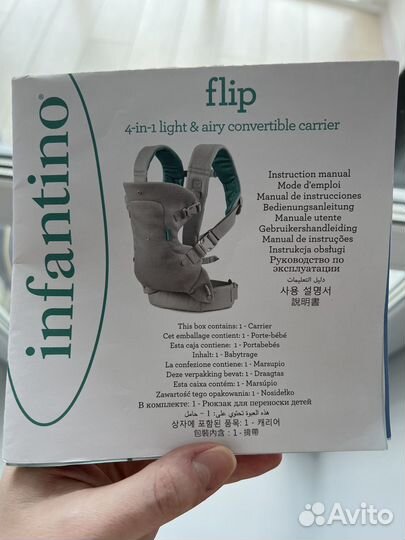 infantino®
flip
4-in-1 light & airy convertible carrier
Instruction manual
Mode d'emploi
Manual de instrucciones
Bedienungsanleitung
Manuale utente
Gebruikershandleiding
Manual de instruções
Instrukcja obsługi
Руководство по
эксплуатации
دليل التعليمات
사용 설명서
說明書
This box contains: 1 - Carrier
Cet emballage contient: 1 - Porte-bébé
Esta caja contiene: 1 - Portabebés
Inhalt: 1 - Babytrage
La confezione contiene: 1 - Marsupio
Deze verpakking bevat: 1 - Draagtas
Esta caixa contém: 1 - Marsúpio
Zawartość tego opakowania: 1 - Nosidełko
В комплекте: 1 - Рюкзак для переноски детей
هذه العبوة تحتوي على: 1 - حامل
상자에 포함된 품목: 1 - 캐리어
包裝內含：1 - 揹帶
Avito